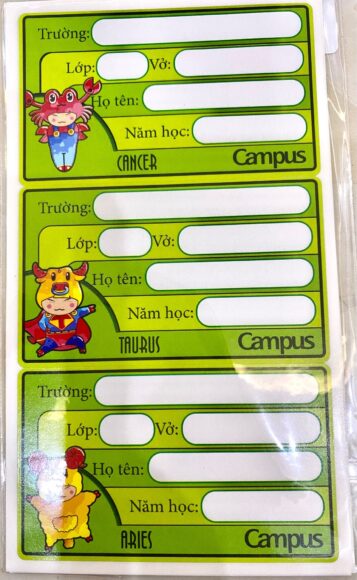 Trường:
Lớp: Vở:
Họ tên:
Năm học:
CANCER Campus
Trường:
Lớp: Vở:
Họ tên:
Năm học:
TAURUS Campus
Trường:
Lớp: Vở:
Họ tên:
Năm học:
ARIES Campus